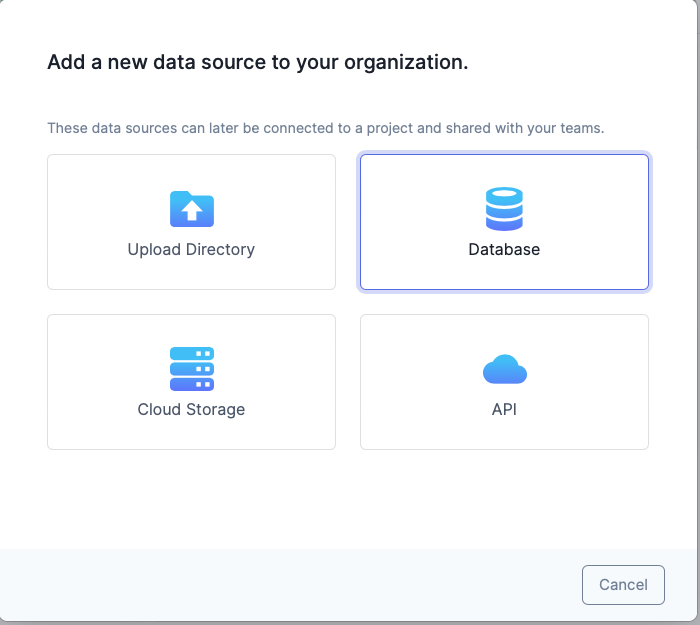 Add a new data source to your organization.
These data sources can later be connected to a project and shared with your teams.
Upload Directory
Database
Cloud Storage
API
Cancel